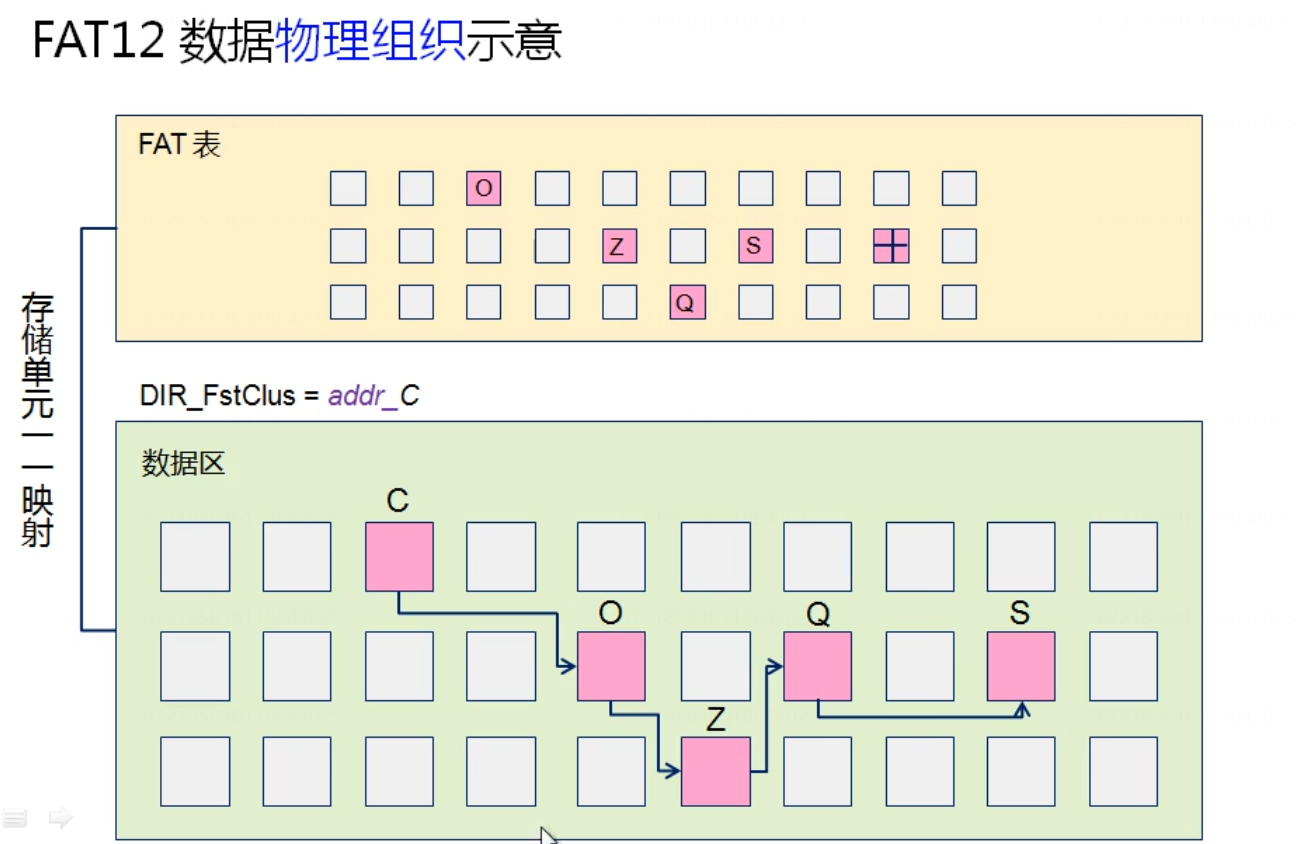 FAT12 数据物理组织示意
FAT 表
O
Z
S
Q
存储单元一一映射
DIR_FstClus = addr_C
数据区
C
O
Q
S
Z